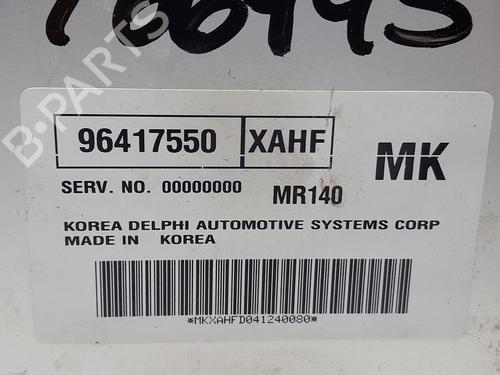 B-PARTS
96417550 XAHF MK
SERV. NO. 00000000 MR140
KOREA DELPHI AUTOMOTIVE SYSTEMS CORP
MADE IN KOREA
*MKXAHFD041240080*